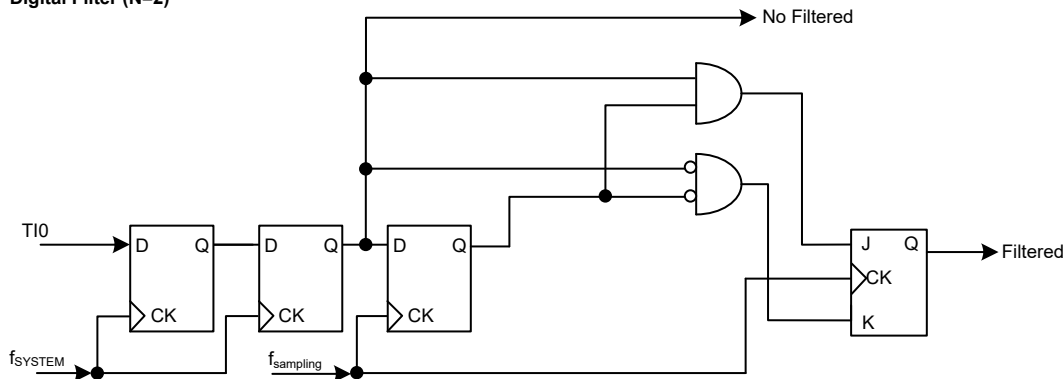 Digital Filter (N=2)
No Filtered
TI0
D Q
D Q
D Q
J Q
Filtered
CK
CK
CK
CK
K
fSYSTEM
fsampling